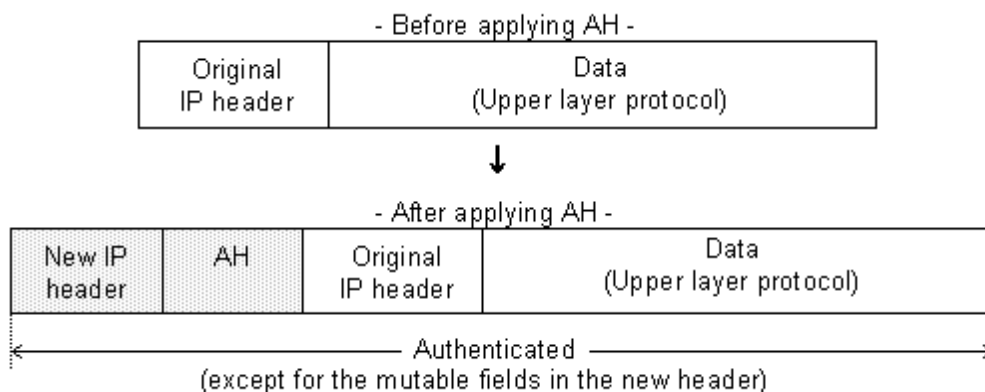 - Before applying AH -
Original
IP header
Data
(Upper layer protocol)
- After applying AH -
New IP
header
AH
Original
IP header
Data
(Upper layer protocol)
Authenticated
(except for the mutable fields in the new header)